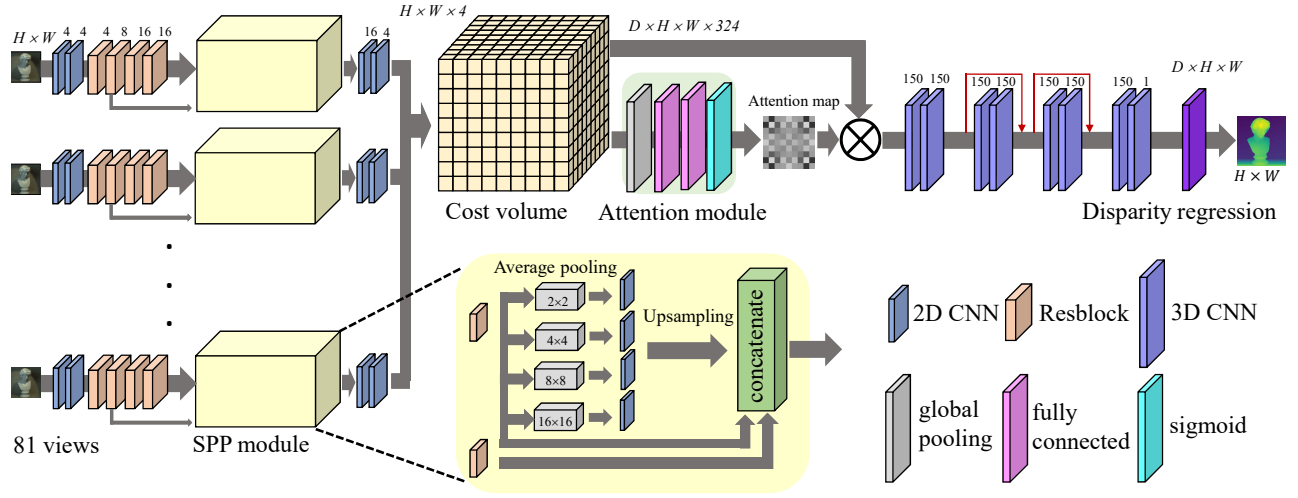 H × W
4 4
4 8 16 16
16 4
H × W × 4
D × H × W × 324
Cost volume
Attention module
Attention map
150 150
150 150
150 150
150 1
D × H × W
H × W
Disparity regression
81 views
SPP module
Average pooling
2×2
4×4
8×8
16×16
Upsampling
concatenate
2D CNN
Resblock
3D CNN
global
pooling
fully
connected
sigmoid